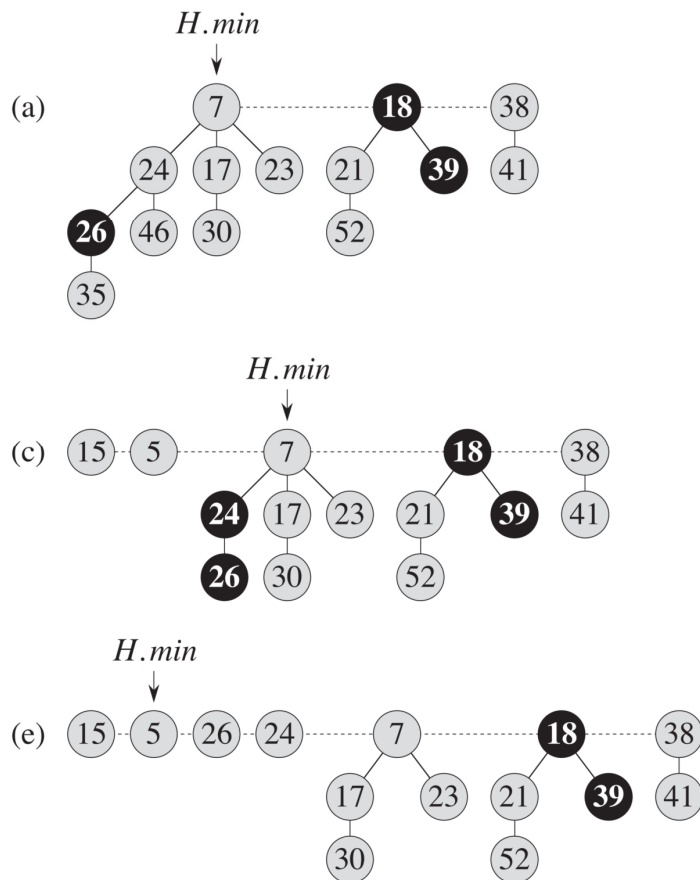 H.min
(a) 7 18 38
24 17 23 21 39 41
26 46 30 52
35
H.min
(c) 15 5 7 18 38
24 17 23 21 39 41
26 30 52
H.min
(e) 15 5 26 24 7 18 38
17 23 21 39 41
30 52